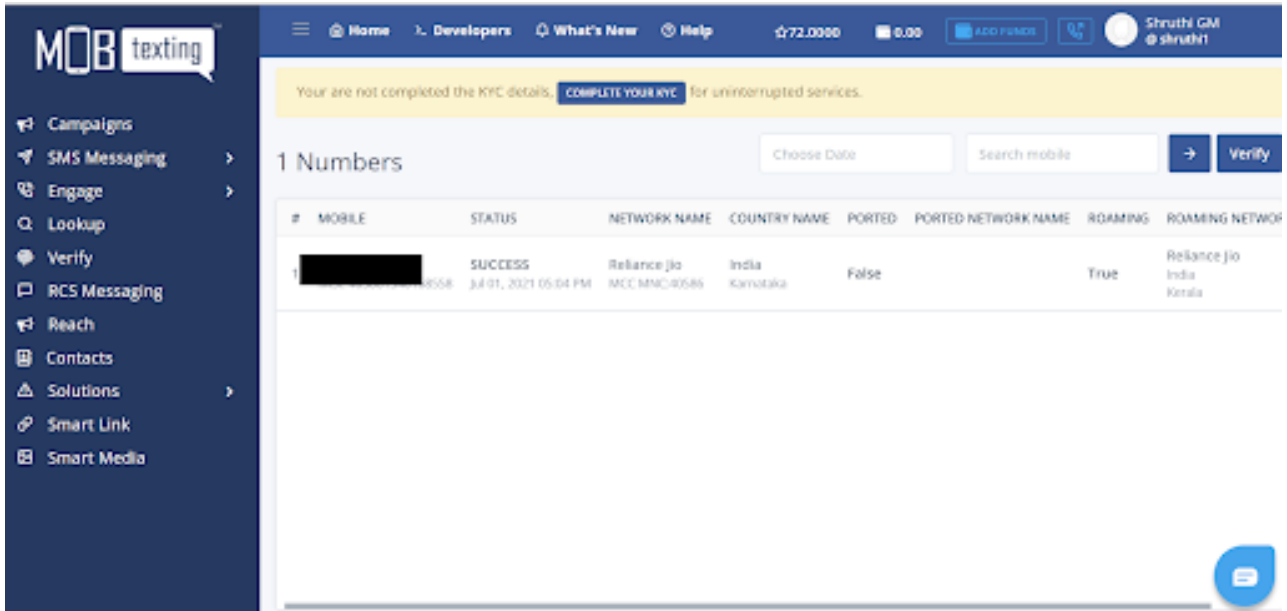 MOB texting
Home Developers What's New Help 72.0000 0.00 ADD FUNDS Shruthi GM
@shruthi1
Your are not completed the KYC details, COMPLETE YOUR KYC for uninterrupted services.
Campaigns
SMS Messaging
Engage
Lookup
Verify
RCS Messaging
Reach
Contacts
Solutions
Smart Link
Smart Media
1 Numbers
Choose Date Search mobile Verify
# MOBILE STATUS NETWORK NAME COUNTRY NAME PORTED PORTED NETWORK NAME ROAMING ROAMING NETWOR
1 SUCCESS Reliance Jio India False True Reliance Jio
8558 Jul 01, 2021 05:04 PM MCC MNC:40586 Karnataka India
Kerala